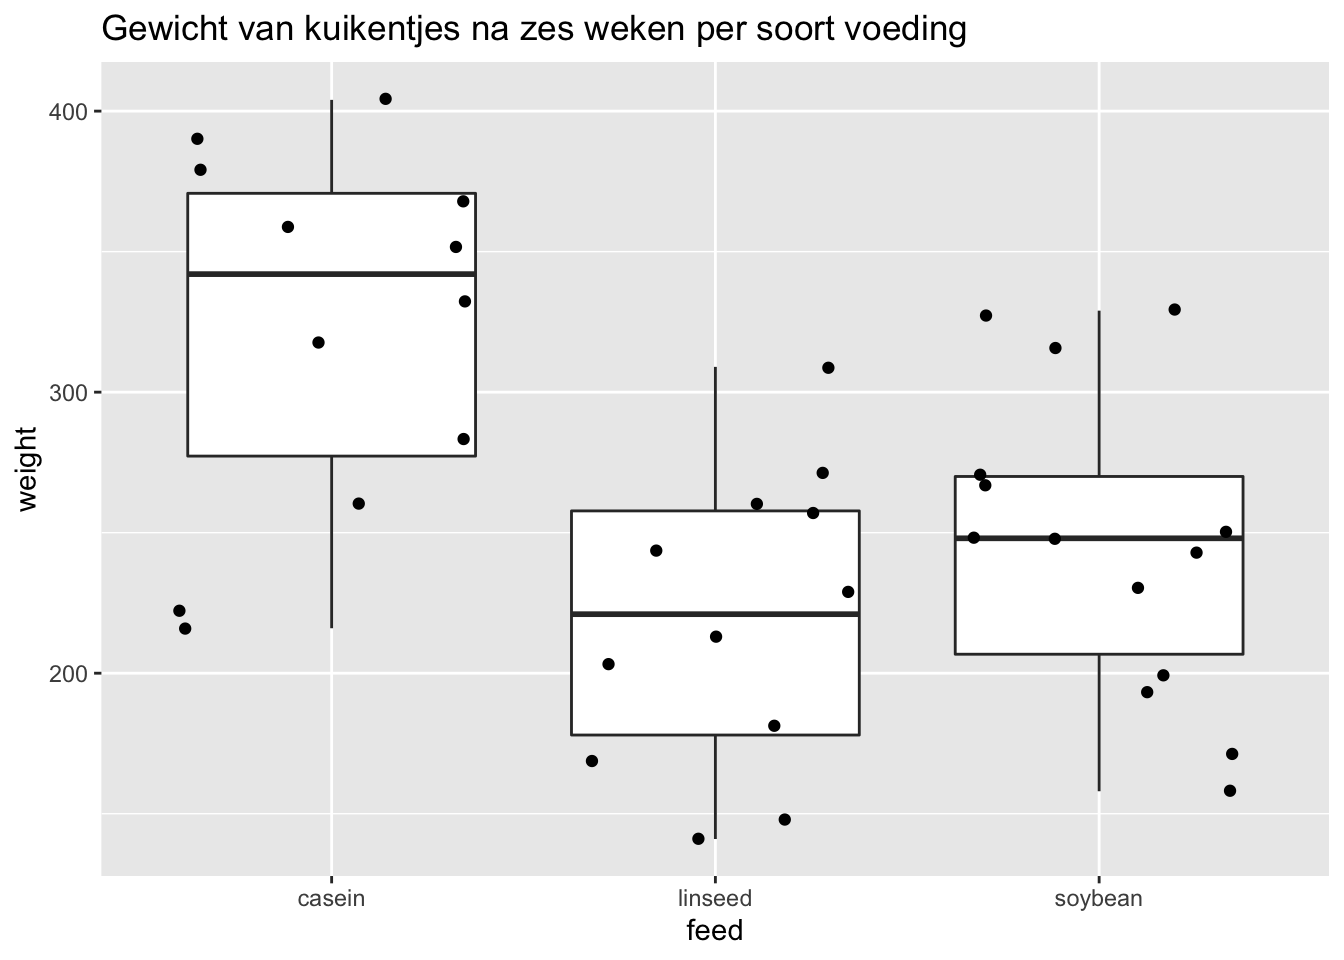 Gewicht van kuikentjes na zes weken per soort voeding
400
300
200
weight
casein linseed soybean
feed